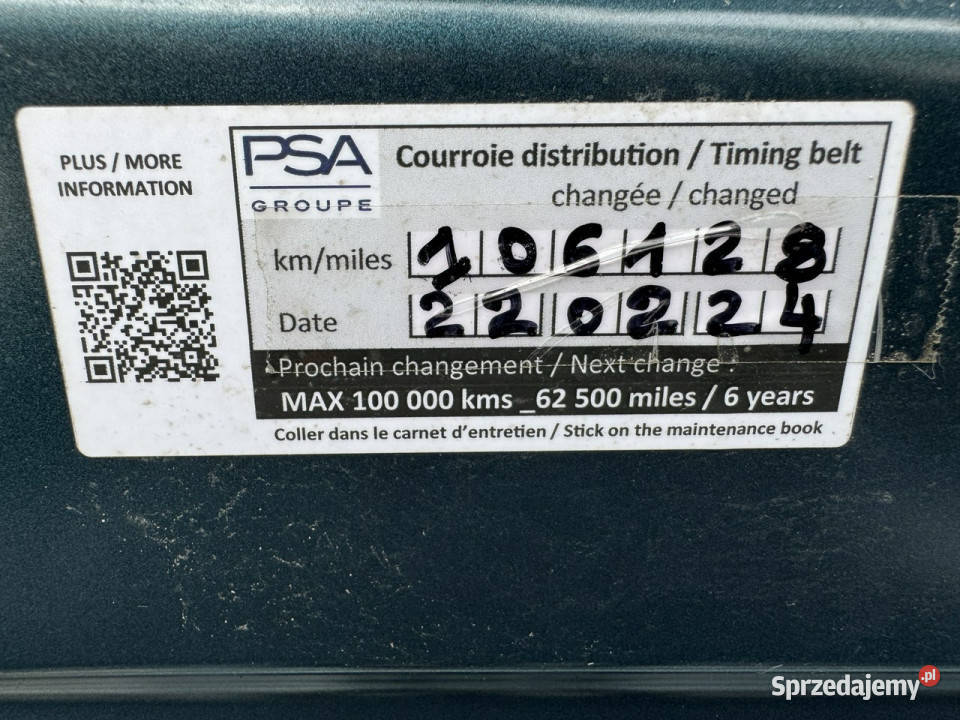 PLUS / MORE
INFORMATION
PSA
GROUPE
Courroie distribution / Timing belt
changée / changed
km/miles 106128
Date 220224
Prochain changement / Next change :
MAX 100 000 kms _62 500 miles / 6 years
Coller dans le carnet d'entretien / Stick on the maintenance book
Sprzedajemy.pl